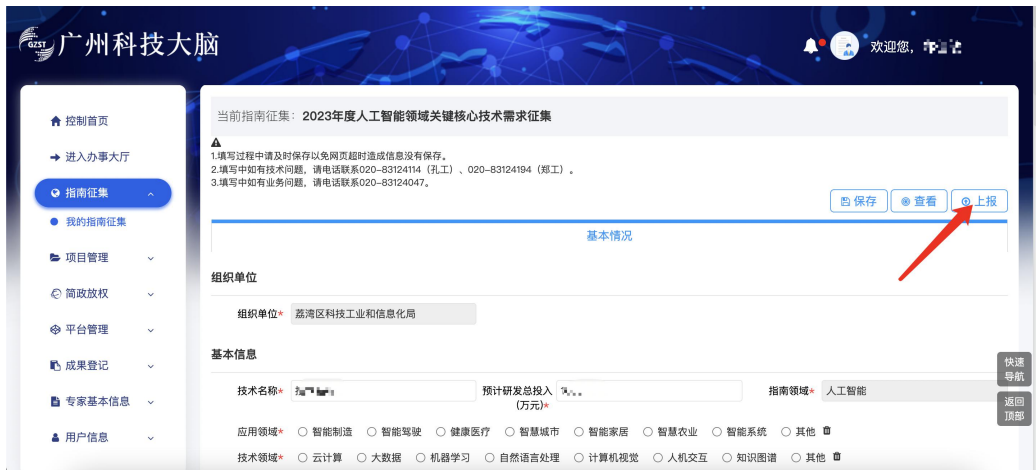 GZST 广州科技大脑
欢迎您,
控制首页
进入办事大厅
指南征集
我的指南征集
项目管理
简政放权
平台管理
成果登记
专家基本信息
用户信息
当前指南征集：2023年度人工智能领域关键核心技术需求征集
1.填写过程中请及时保存以免网页超时造成信息没有保存。
2.填写中如有技术问题，请电话联系020-83124114（孔工）、020-83124194（郑工）。
3.填写中如有业务问题，请电话联系020-83124047。
保存 查看 上报
基本情况
组织单位
组织单位* 荔湾区科技工业和信息化局
基本信息
技术名称* 预计研发总投入(万元)* 指南领域* 人工智能
应用领域* 智能制造 智能驾驶 健康医疗 智慧城市 智能家居 智慧农业 智能系统 其他
技术领域* 云计算 大数据 机器学习 自然语言处理 计算机视觉 人机交互 知识图谱 其他
快速
导航
返回
顶部